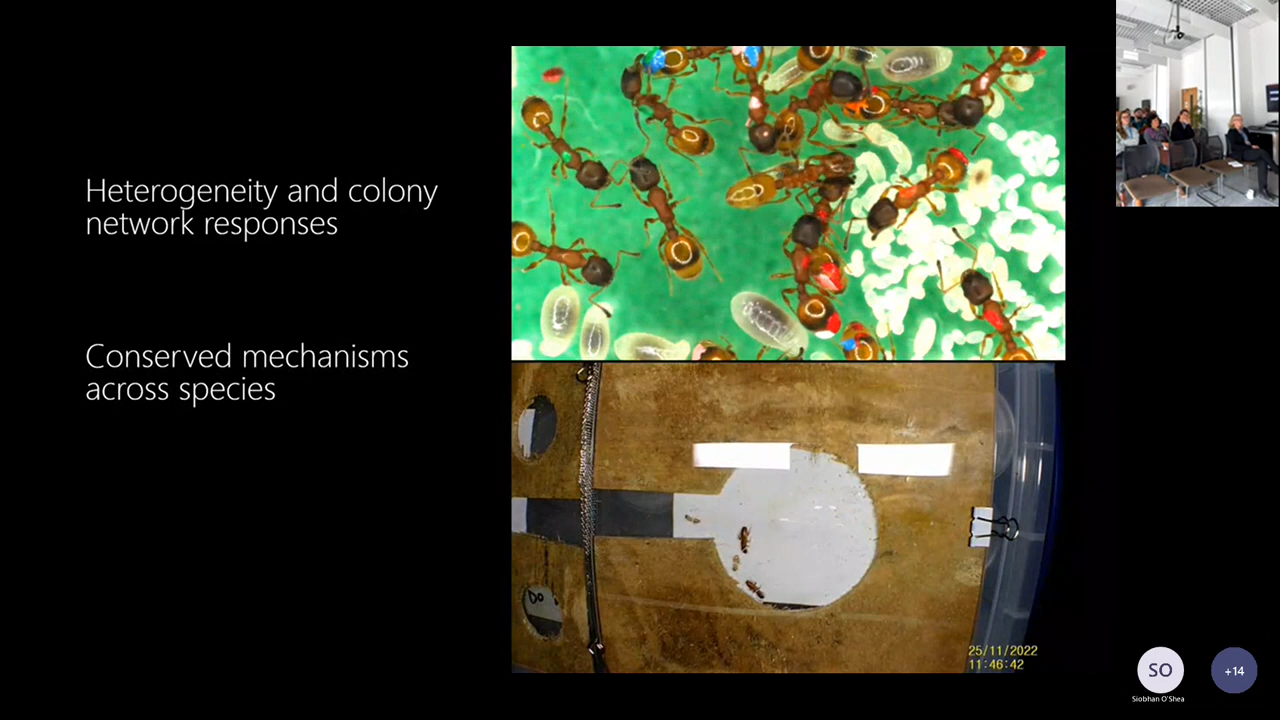 Heterogeneity and colony
network responses
Conserved mechanisms
across species
DO
25/11/2022
11:46:42
SO
+14
Siobhan O'Shea